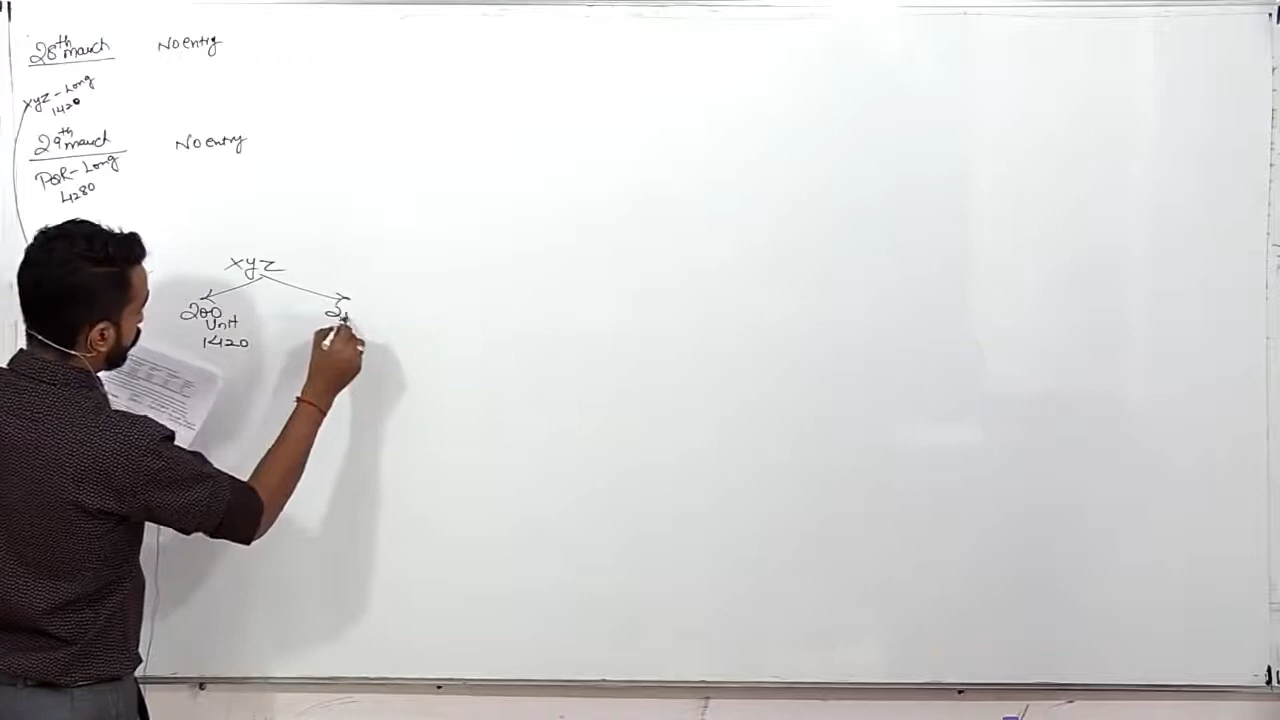 28th march No entry
xyz - Long
1420
29th march No entry
PQR - Long
4280
xyz
200
Unit
1420